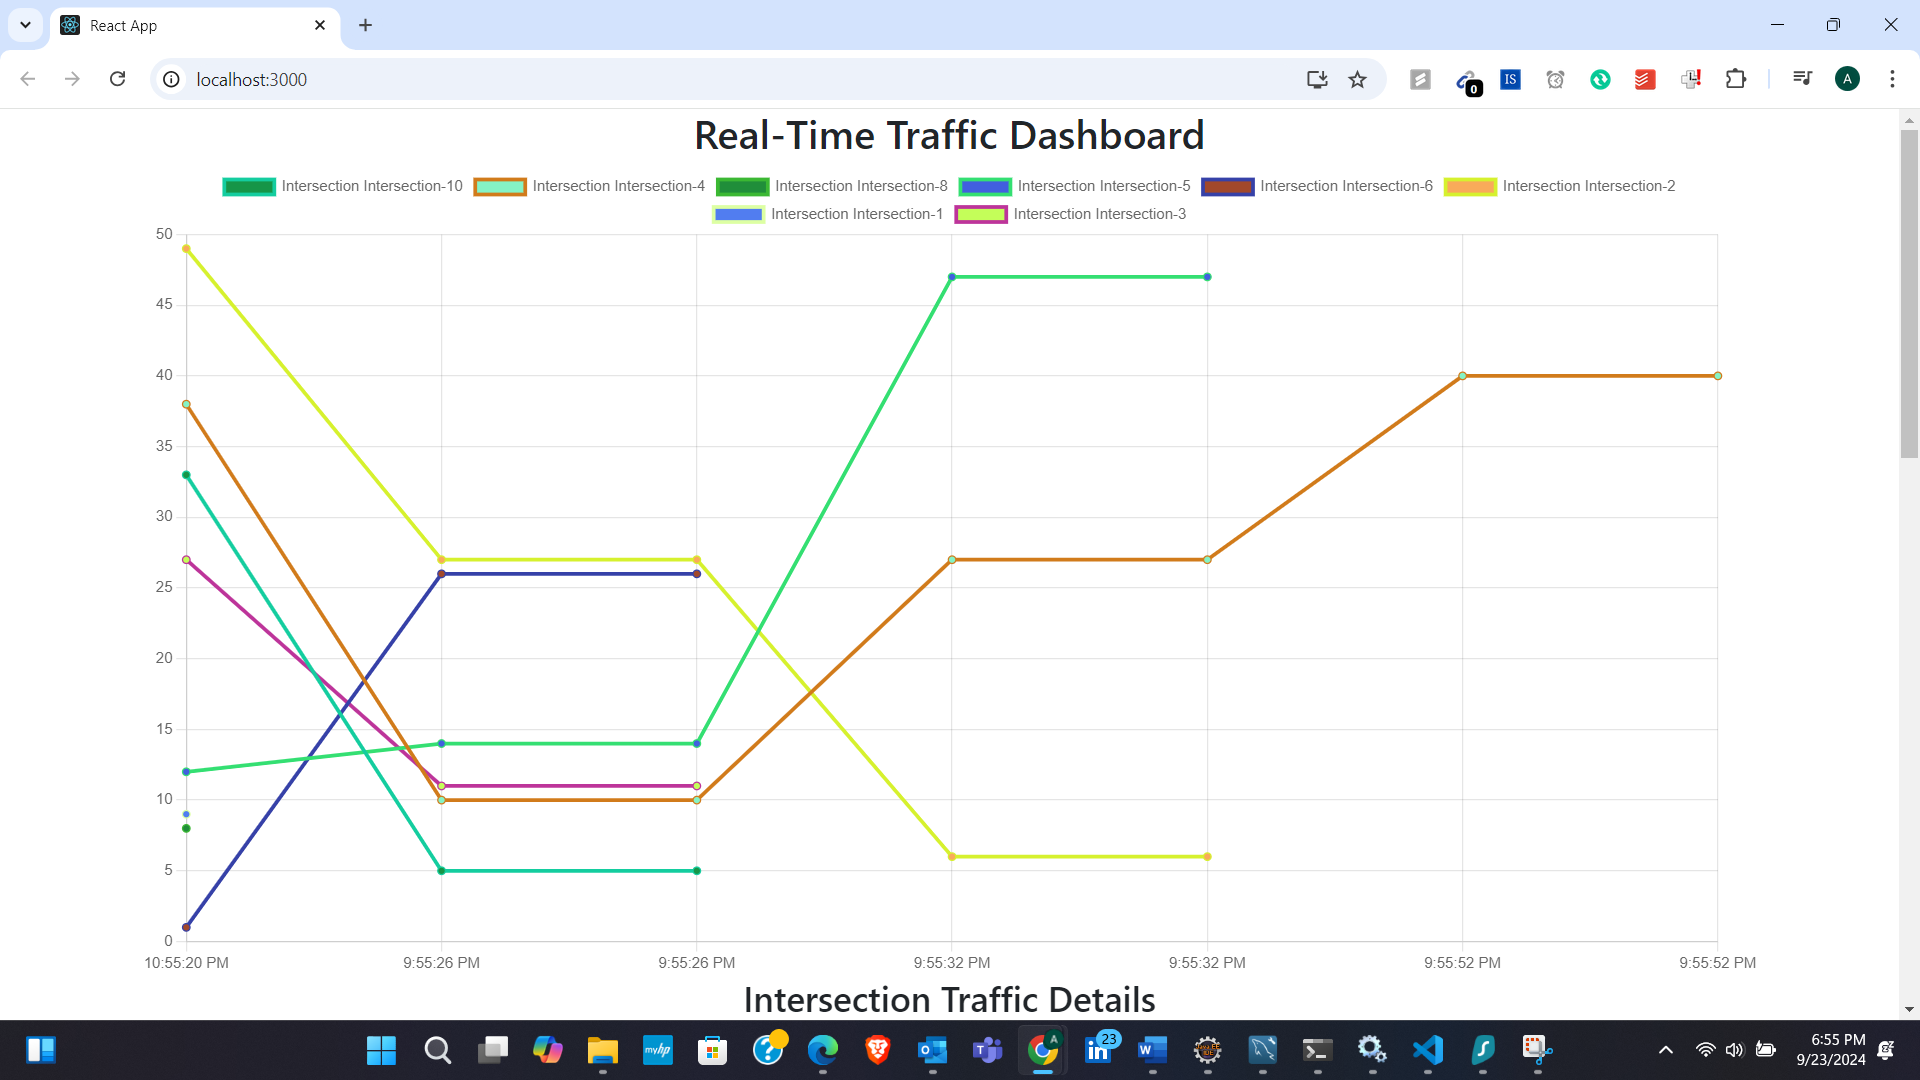 React App
localhost:3000
0
IS
A
Real-Time Traffic Dashboard
Intersection Intersection-10 Intersection Intersection-4 Intersection Intersection-8 Intersection Intersection-5 Intersection Intersection-6 Intersection Intersection-2
Intersection Intersection-1 Intersection Intersection-3
50
45
40
35
30
25
20
15
10
5
0
10:55:20 PM 9:55:26 PM 9:55:26 PM 9:55:32 PM 9:55:32 PM 9:55:52 PM 9:55:52 PM
Intersection Traffic Details
myhp
A
23
6:55 PM
9/23/2024